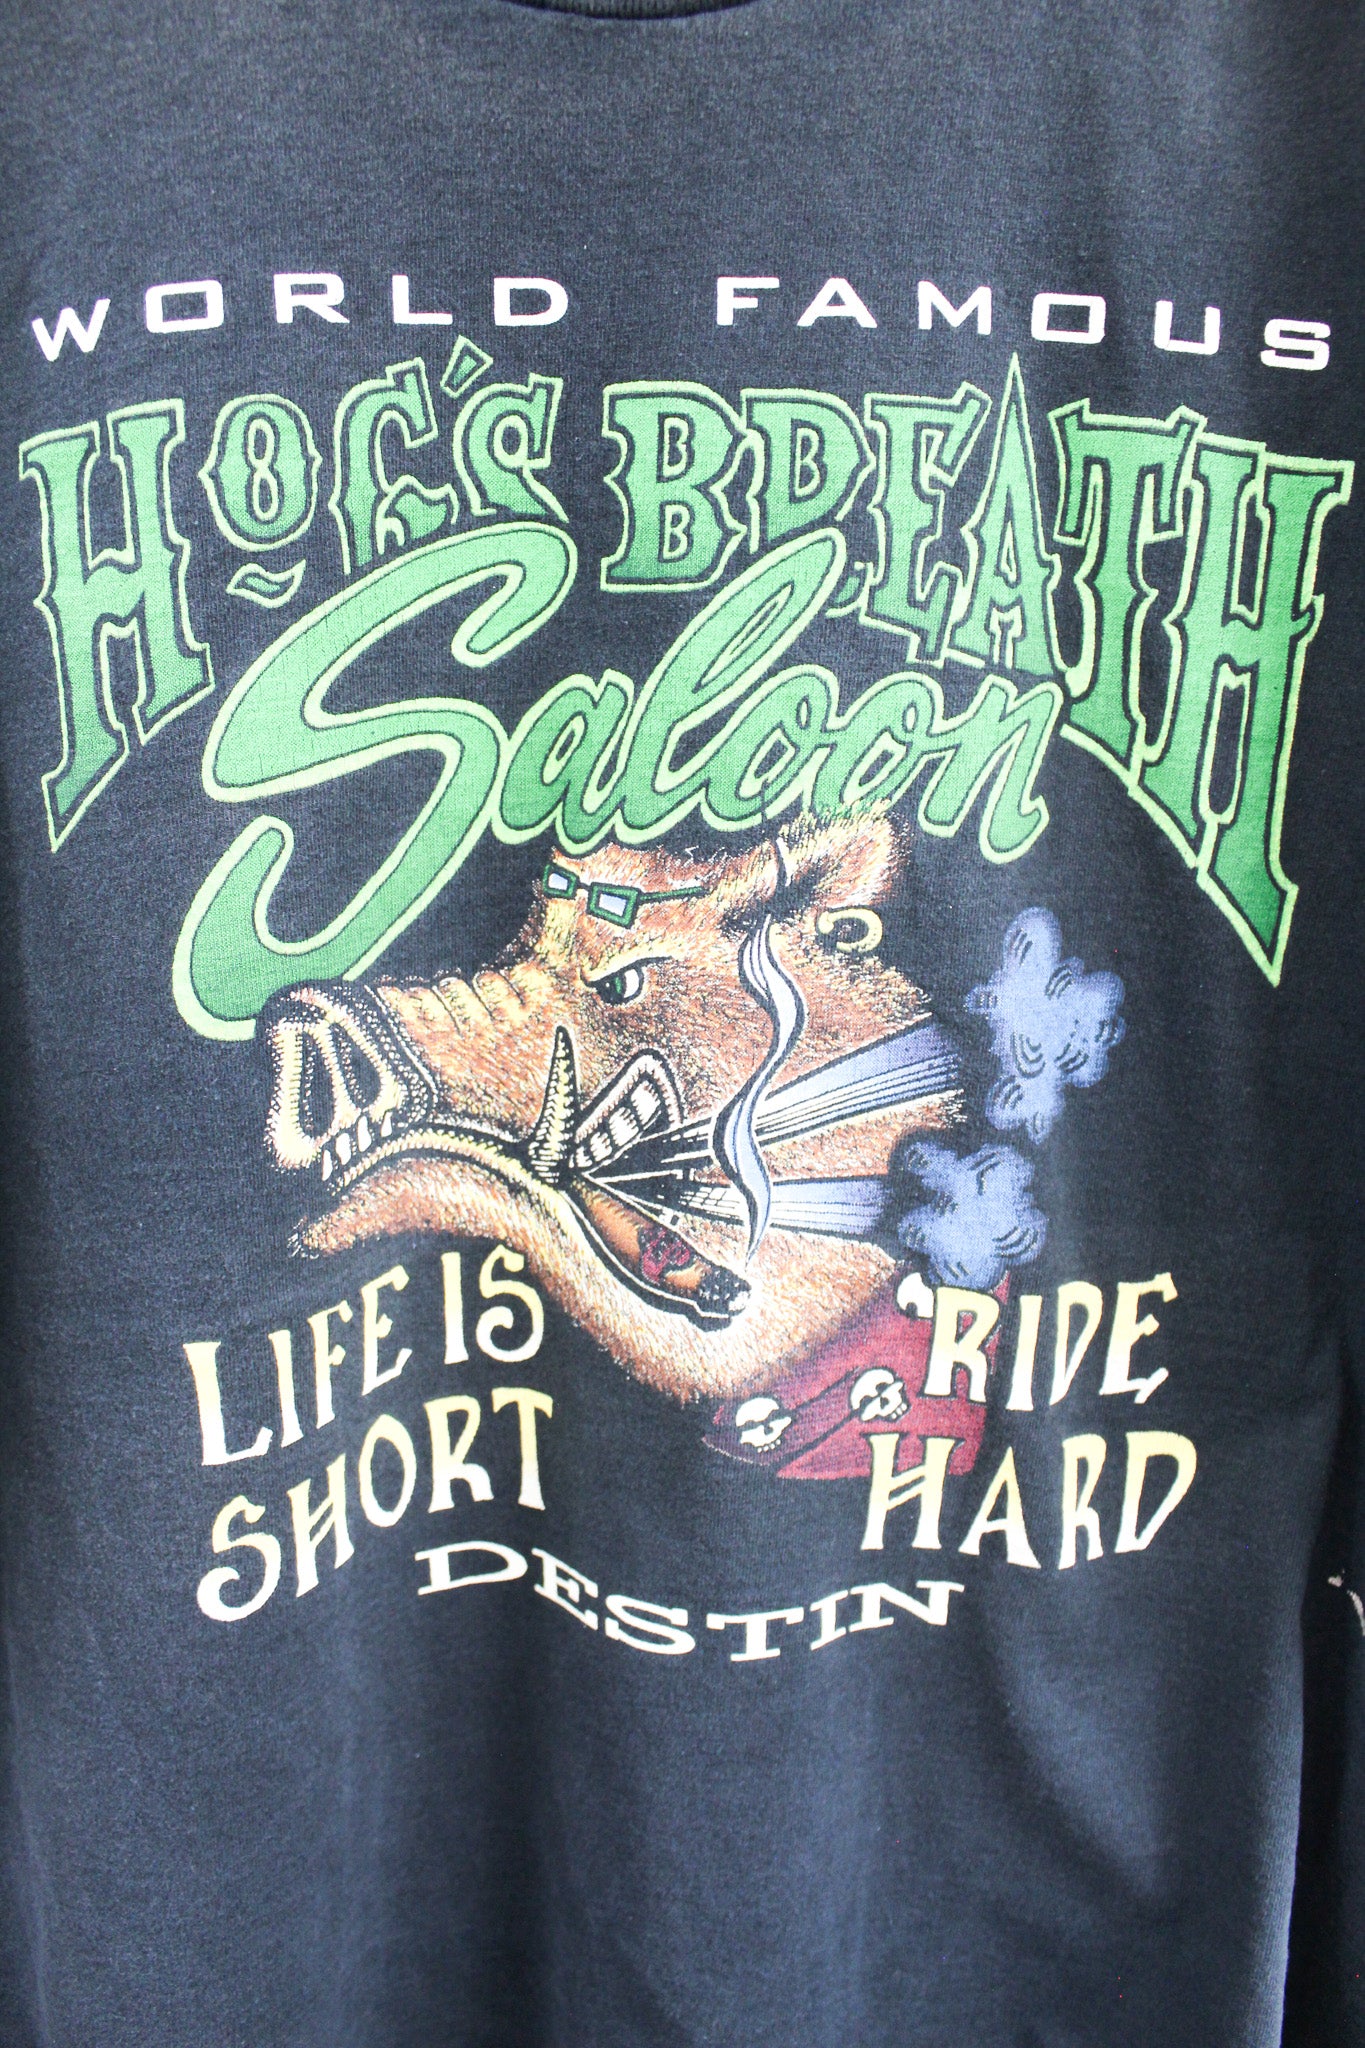 WORLD FAMOUS
HOG'S BREATH
Saloon
LIFE IS
SHORT
RIDE
HARD
DESTIN